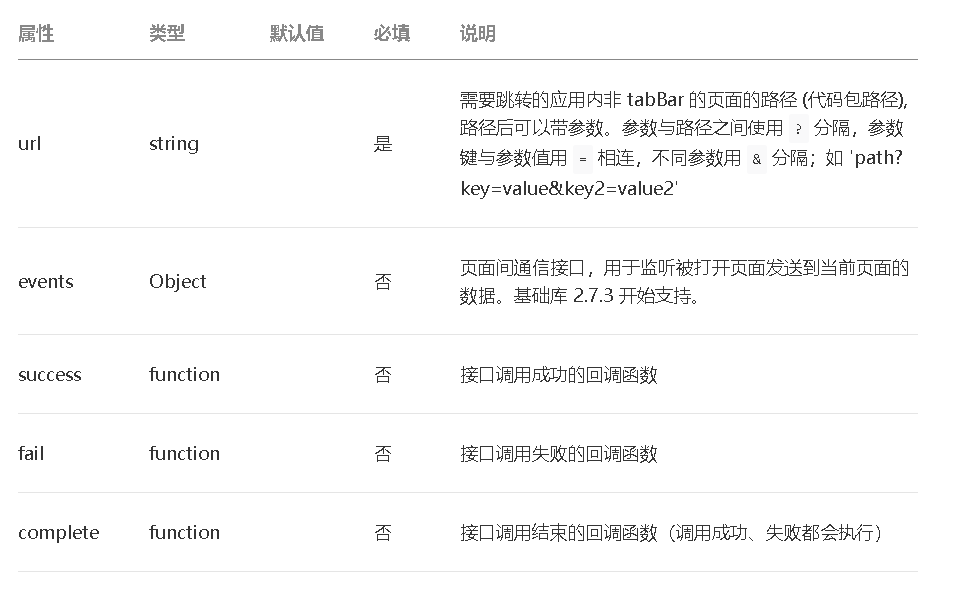 属性 类型 默认值 必填 说明
需要跳转的应用内非 tabBar 的页面的路径 (代码包路径),
路径后可以带参数。参数与路径之间使用 ? 分隔，参数
url string 是
键与参数值用 = 相连，不同参数用 & 分隔；如 'path?
key=value&key2=value2'
events Object 否 页面间通信接口，用于监听被打开页面发送到当前页面的
数据。基础库 2.7.3 开始支持。
success function 否 接口调用成功的回调函数
fail function 否 接口调用失败的回调函数
complete function 否 接口调用结束的回调函数（调用成功、失败都会执行）